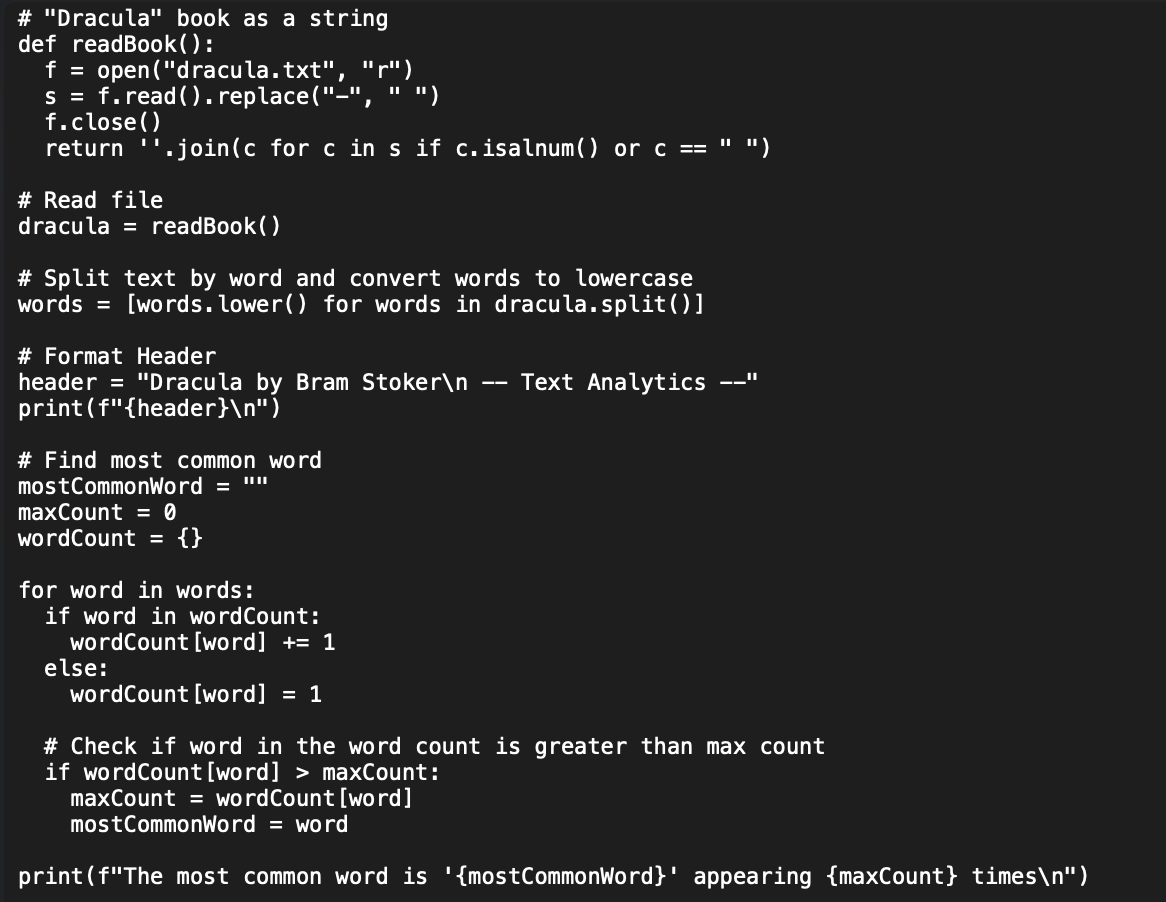 # "Dracula" book as a string
def readBook():
  f = open("dracula.txt", "r")
  s = f.read().replace("-", " ")
  f.close()
  return ''.join(c for c in s if c.isalnum() or c == " ")

# Read file
dracula = readBook()

# Split text by word and convert words to lowercase
words = [words.lower() for words in dracula.split()]

# Format Header
header = "Dracula by Bram Stoker\n -- Text Analytics --"
print(f"{header}\n")

# Find most common word
mostCommonWord = ""
maxCount = 0
wordCount = {}

for word in words:
  if word in wordCount:
    wordCount[word] += 1
  else:
    wordCount[word] = 1

  # Check if word in the word count is greater than max count
  if wordCount[word] > maxCount:
    maxCount = wordCount[word]
    mostCommonWord = word

print(f"The most common word is '{mostCommonWord}' appearing {maxCount} times\n")